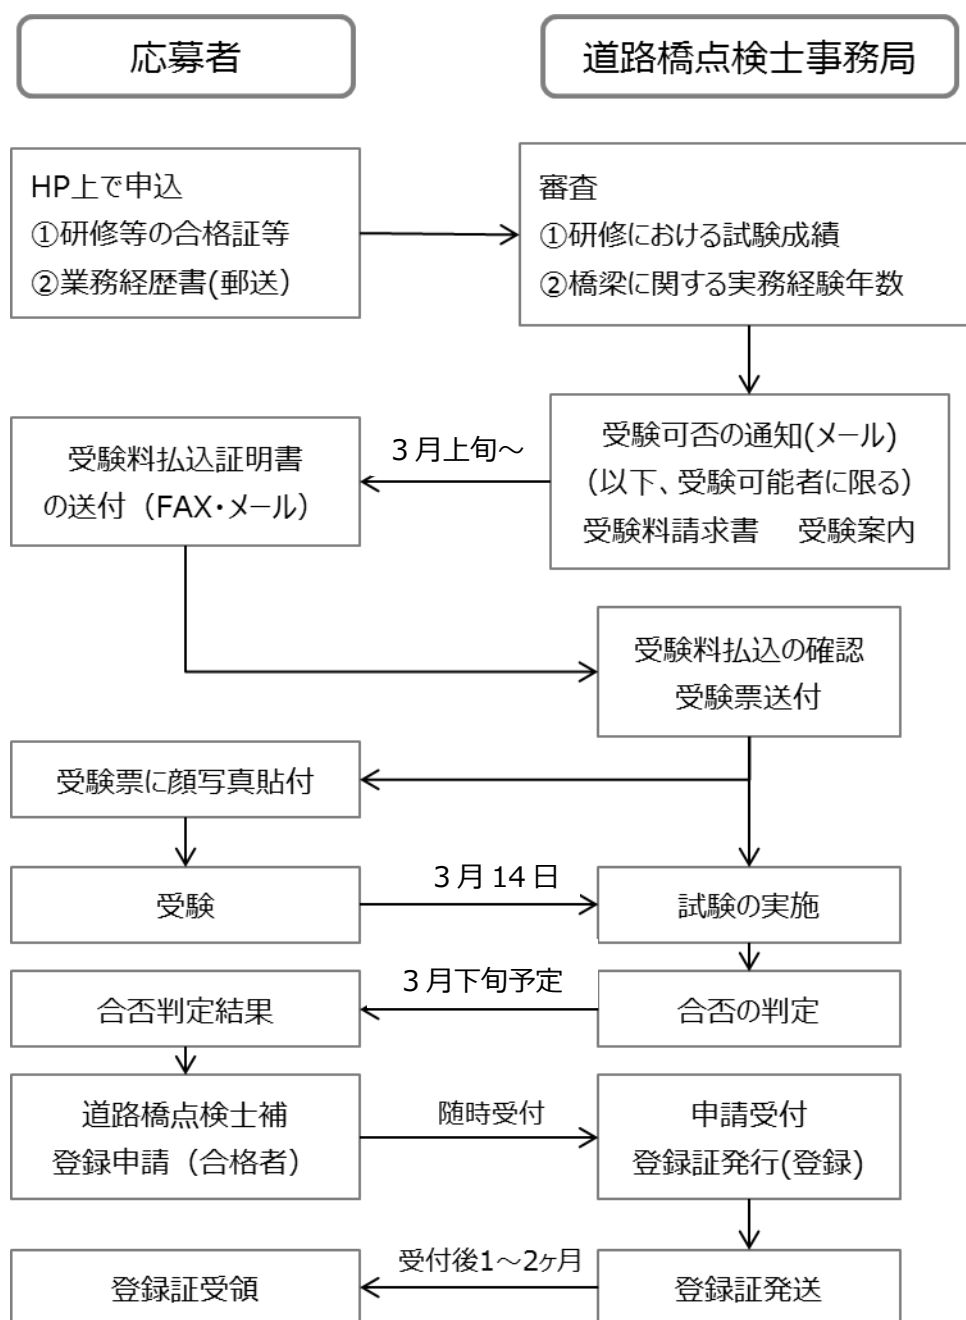 応募者
道路橋点検士事務局
HP上で申込
①研修等の合格証等
②業務経歴書(郵送）
審査
①研修における試験成績
②橋梁に関する実務経験年数
受験可否の通知(メール)
（以下、受験可能者に限る）
受験料請求書　受験案内
３月上旬～
受験料払込証明書
の送付（FAX・メール）
受験料払込の確認
受験票送付
受験票に顔写真貼付
受験
３月 14 日
試験の実施
合否の判定
３月下旬予定
合否判定結果
道路橋点検士補
登録申請（合格者）
随時受付
申請受付
登録証発行(登録)
登録証発送
受付後1～2ヶ月
登録証受領